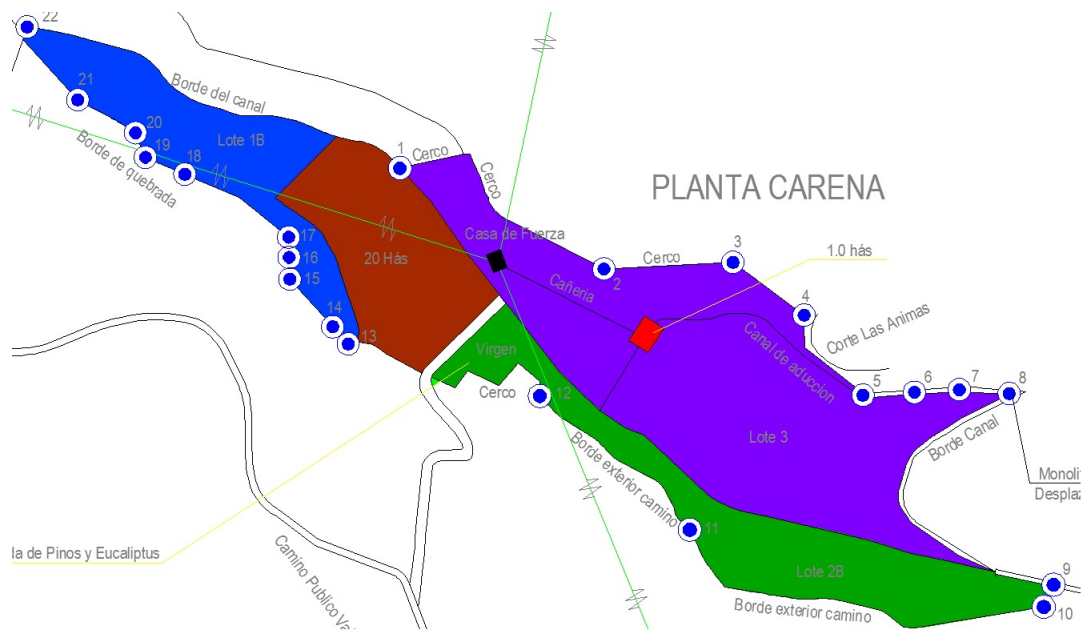 22
21
Borde del canal
20
Lote 1B
19
18
Borde de quebrada
1
Cerco
Cerco
PLANTA CARENA
17
Casa de Fuerza
16
20 Hás
3
1.0 hás
Cerco
2
15
Cañeria
4
14
Corte Las Animas
13
Canal de aducción
Virgen
Cerco
12
5
6
7
8
Borde exterior camino
Lote 3
Borde Canal
Monolit
Desplaz
11
la de Pinos y Eucaliptus
Camino Publico Va
Lote 2B
9
Borde exterior camino
10